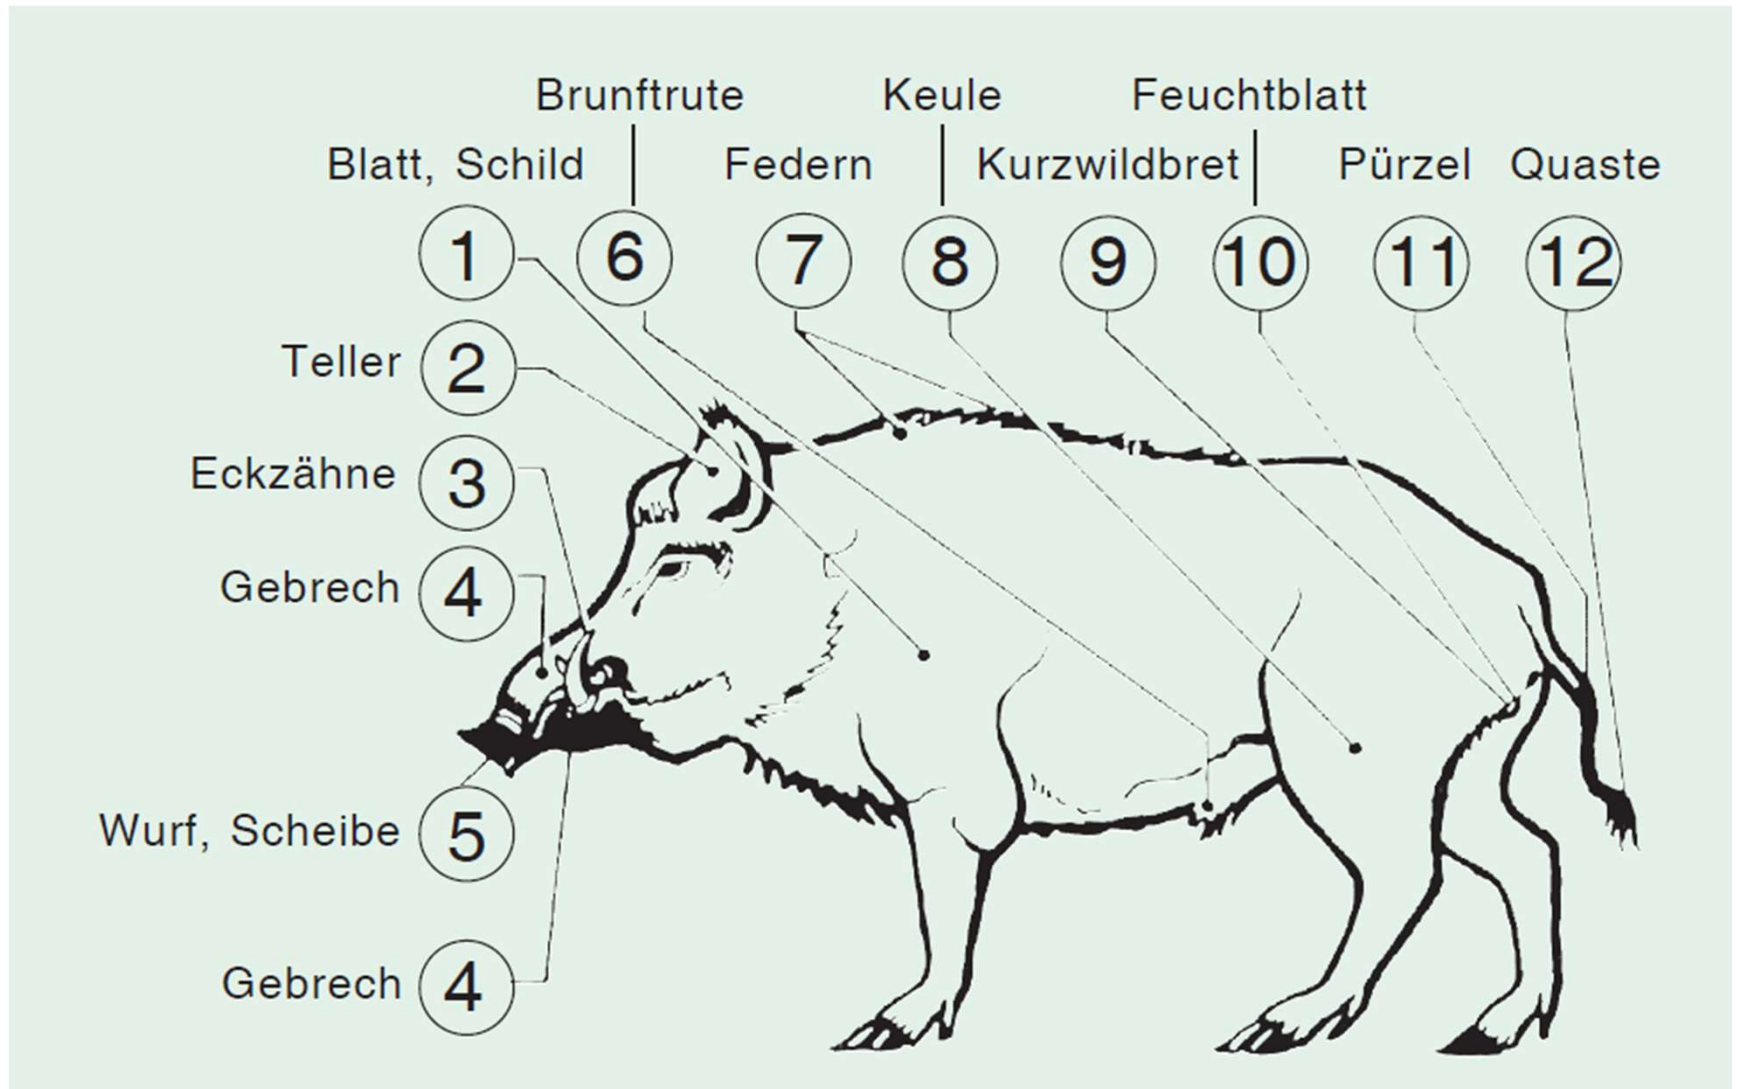 Brunftrute Keule Feuchtblatt
Blatt, Schild Federn Kurzwildbret Pürzel Quaste
1 6 7 8 9 10 11 12
Teller 2
Eckzähne 3
Gebrech 4
Wurf, Scheibe 5
Gebrech 4